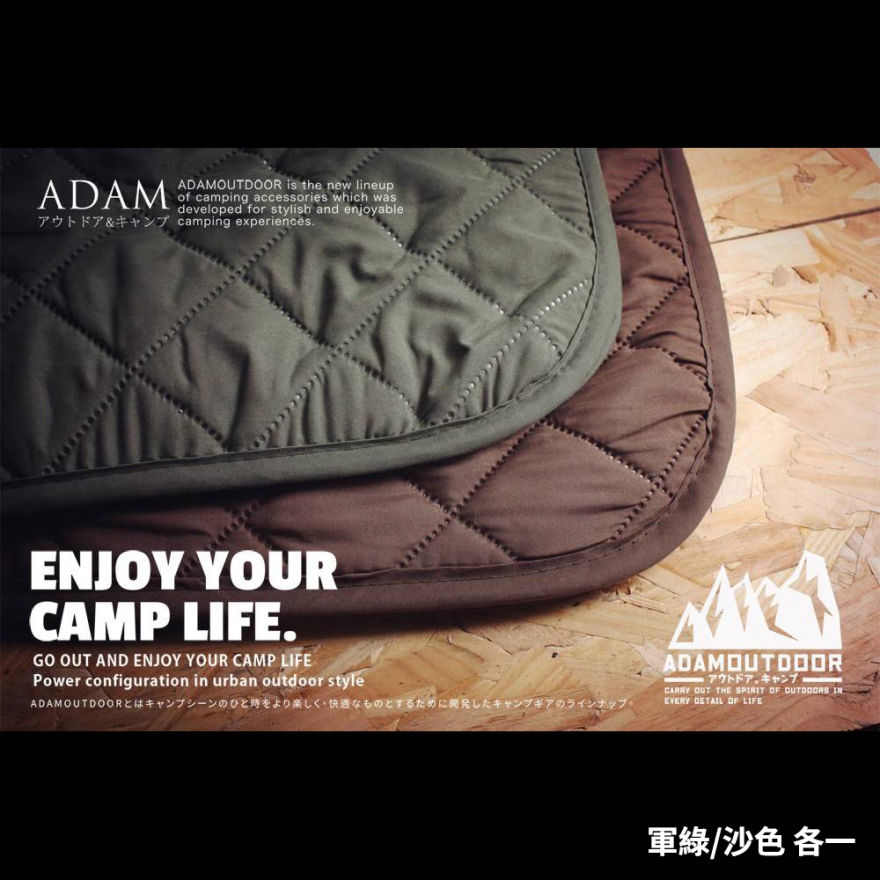 ADAM
アウトドア&キャンプ
ADAMOUTDOOR is the new lineup
of camping accessories which was
developed for stylish and enjoyable
camping experiences.
ENJOY YOUR
CAMP LIFE.
GO OUT AND ENJOY YOUR CAMP LIFE
Power configuration in urban outdoor style
ADAMOUTDOORとはキャンプシーンのひと時をより楽しく、快適なものとするために開発したキャンプギアのラインナップ。
ADAMOUTDOOR
アウトドア。キャンプ
CARRY OUT THE SPIRIT OF OUTDOORS IN
EVERY DETAIL OF LIFE
軍綠/沙色 各一